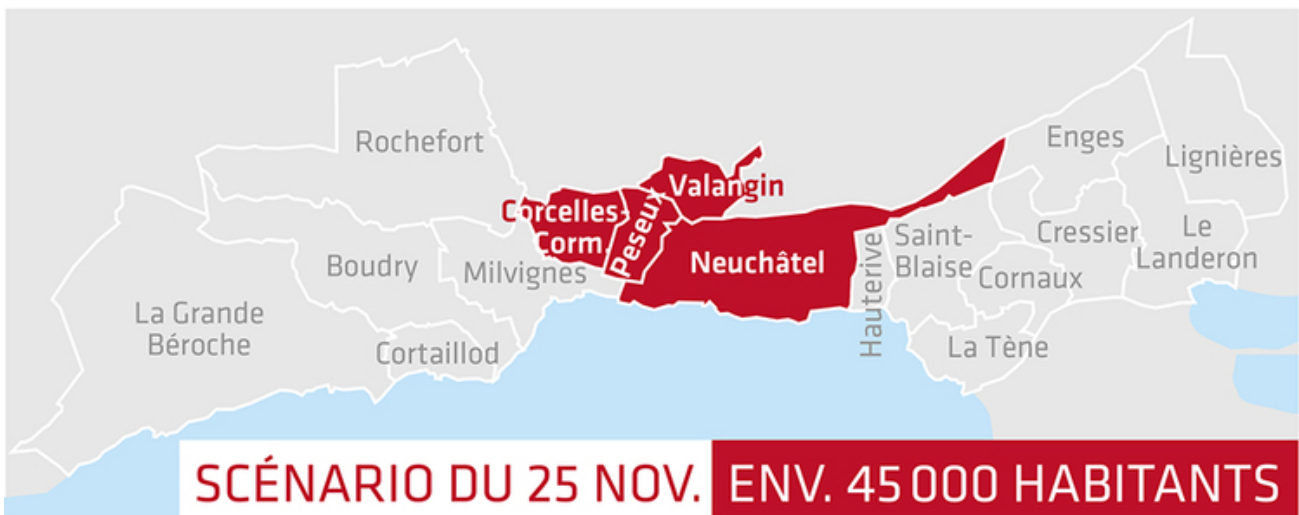 Rochefort
Enges
Lignières
Valangin
Corcelles-
Corm.
Peseux
Neuchâtel
Boudry
Milvignes
Hauterive
Saint-
Blaise
Cressier
Cornaux
Le
Landeron
La Grande
Béroche
Cortaillod
La Tène
SCÉNARIO DU 25 NOV. ENV. 45 000 HABITANTS